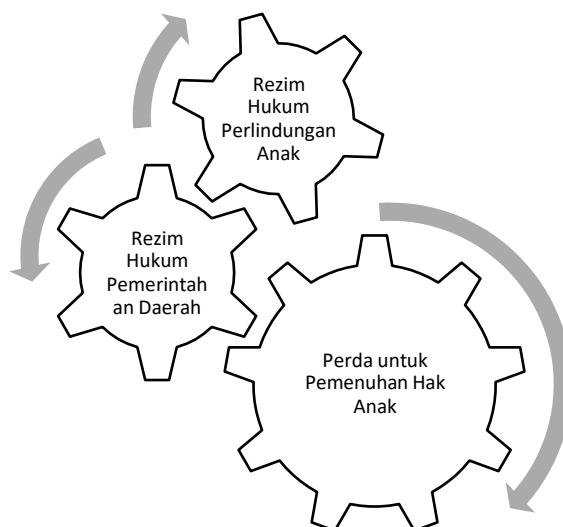 Rezim
Hukum
Perlindungan
Anak
Rezim
Hukum
Pemerintah
an Daerah
Perda untuk
Pemenuhan Hak
Anak